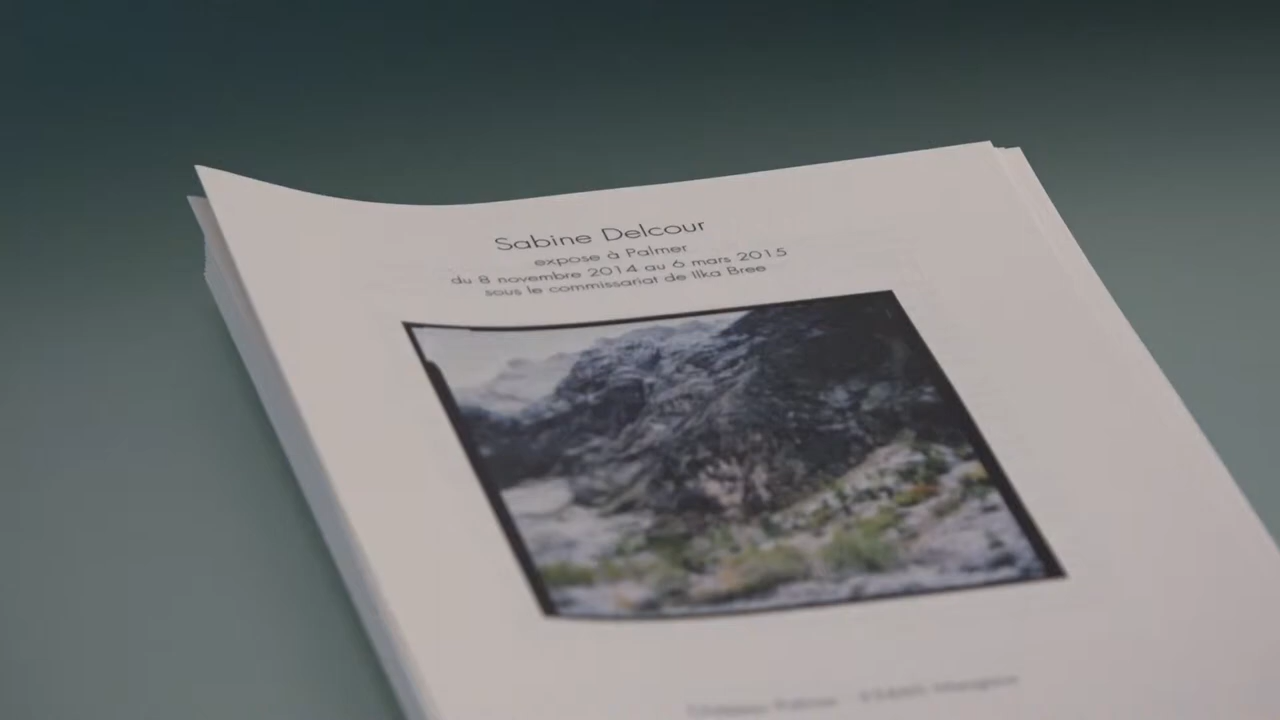 Sabine Delcour
expose à Palmer
du 8 novembre 2014 au 6 mars 2015
sous le commissariat de Ilka Bree